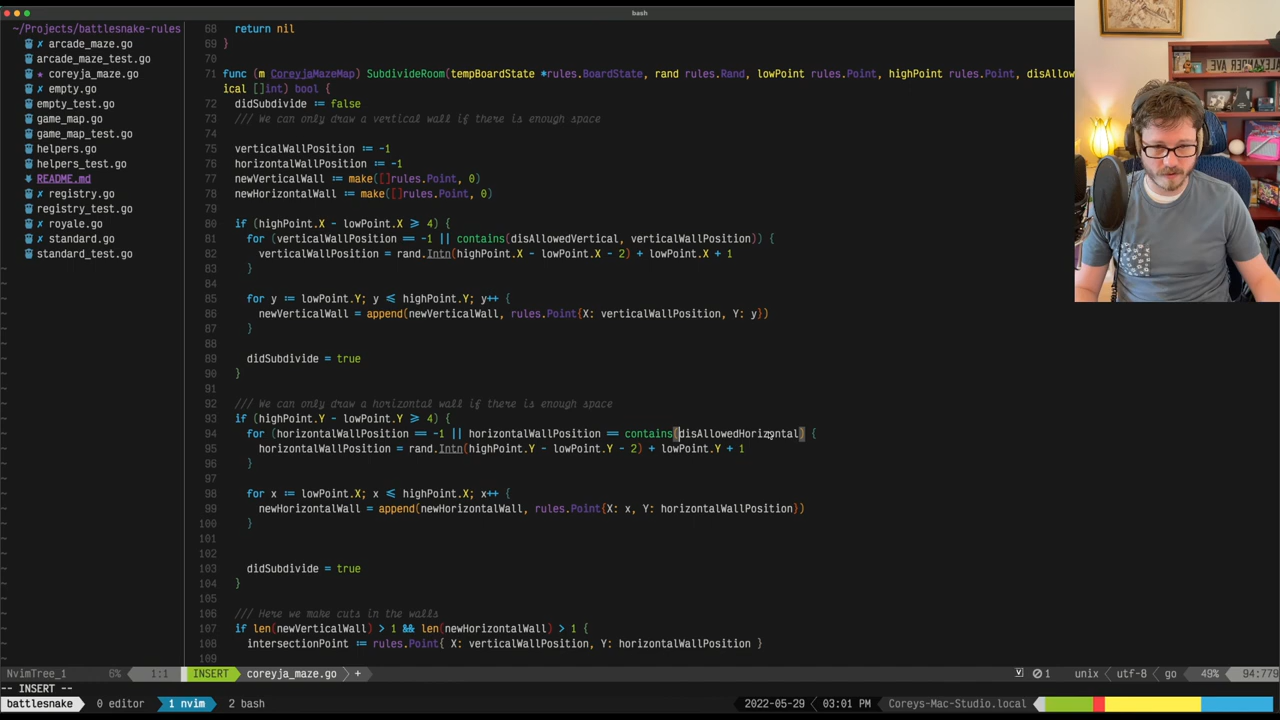 bash
~/Projects/battlesnake-rules
✗ arcade_maze.go
arcade_maze_test.go
★ coreyja_maze.go
✗ empty.go
empty_test.go
game_map.go
game_map_test.go
helpers.go
helpers_test.go
README.md
✗ registry.go
registry_test.go
✗ royale.go
✗ standard.go
standard_test.go
68 return nil
69 }
70
71 func (m CoreyjaMazeMap) SubdivideRoom(tempBoardState *rules.BoardState, rand rules.Rand, lowPoint rules.Point, highPoint rules.Point, disAllow
ical []int) bool {
72 didSubdivide := false
73 /// We can only draw a vertical wall if there is enough space
74
75 verticalWallPosition := -1
76 horizontalWallPosition := -1
77 newVerticalWall := make([]rules.Point, 0)
78 newHorizontalWall := make([]rules.Point, 0)
79
80 if (highPoint.X - lowPoint.X >= 4) {
81 for (verticalWallPosition == -1 || contains(disAllowedVertical, verticalWallPosition)) {
82 verticalWallPosition = rand.Intn(highPoint.X - lowPoint.X - 2) + lowPoint.X + 1
83 }
84
85 for y := lowPoint.Y; y <= highPoint.Y; y++ {
86 newVerticalWall = append(newVerticalWall, rules.Point{X: verticalWallPosition, Y: y})
87 }
88
89 didSubdivide = true
90 }
91
92 /// We can only draw a horizontal wall if there is enough space
93 if (highPoint.Y - lowPoint.Y >= 4) {
94 for (horizontalWallPosition == -1 || horizontalWallPosition == contains(disAllowedHorizontal) {
95 horizontalWallPosition = rand.Intn(highPoint.Y - lowPoint.Y - 2) + lowPoint.Y + 1
96 }
97
98 for x := lowPoint.X; x <= highPoint.X; x++ {
99 newHorizontalWall = append(newHorizontalWall, rules.Point{X: x, Y: horizontalWallPosition})
100 }
101
102
103 didSubdivide = true
104 }
105
106 /// Here we make cuts in the walls
107 if len(newVerticalWall) > 1 && len(newHorizontalWall) > 1 {
108 intersectionPoint := rules.Point{ X: verticalWallPosition, Y: horizontalWallPosition }
109
NvimTree_1 6% 1:1 INSERT coreyja_maze.go + 1 unix utf-8 go 49% 94:779
-- INSERT --
battlesnake 0 editor 1 nvim 2 bash 2022-05-29 03:01 PM Coreys-Mac-Studio.local